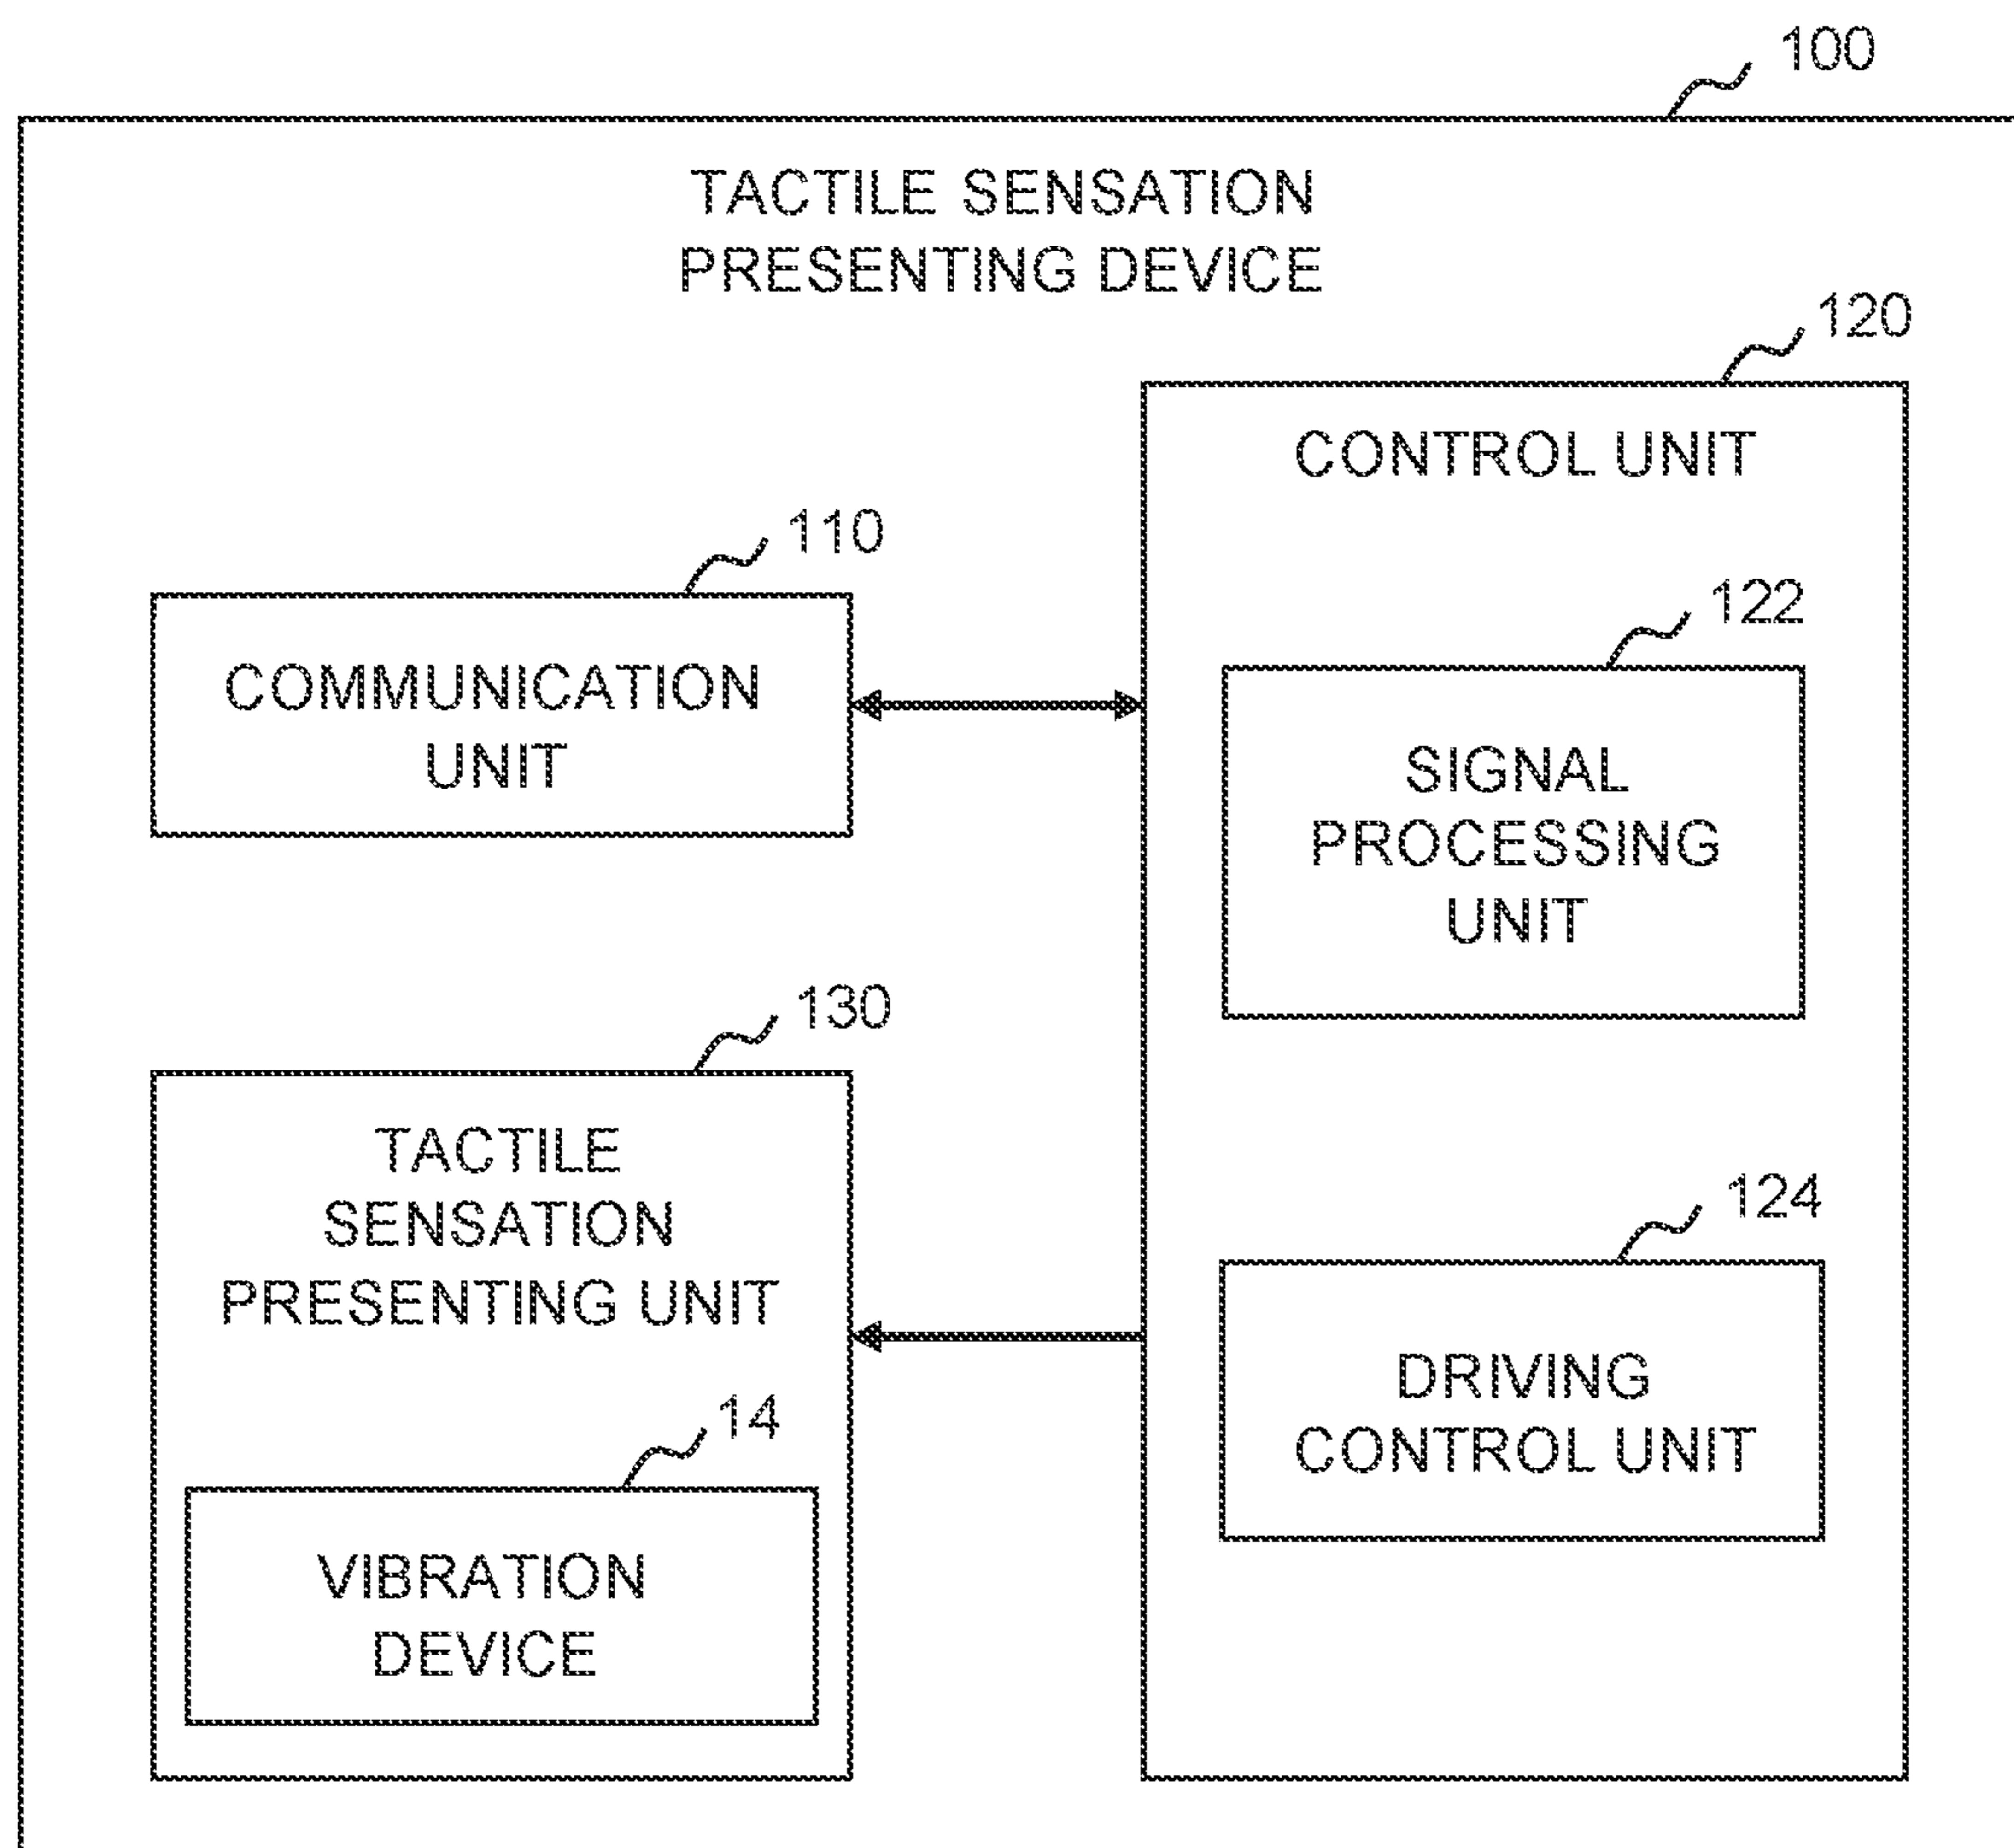 100
TACTILE SENSATION
PRESENTING DEVICE
120
CONTROL UNIT
110
COMMUNICATION
UNIT
122
SIGNAL
PROCESSING
UNIT
130
TACTILE
SENSATION
PRESENTING UNIT
124
DRIVING
CONTROL UNIT
14
VIBRATION
DEVICE